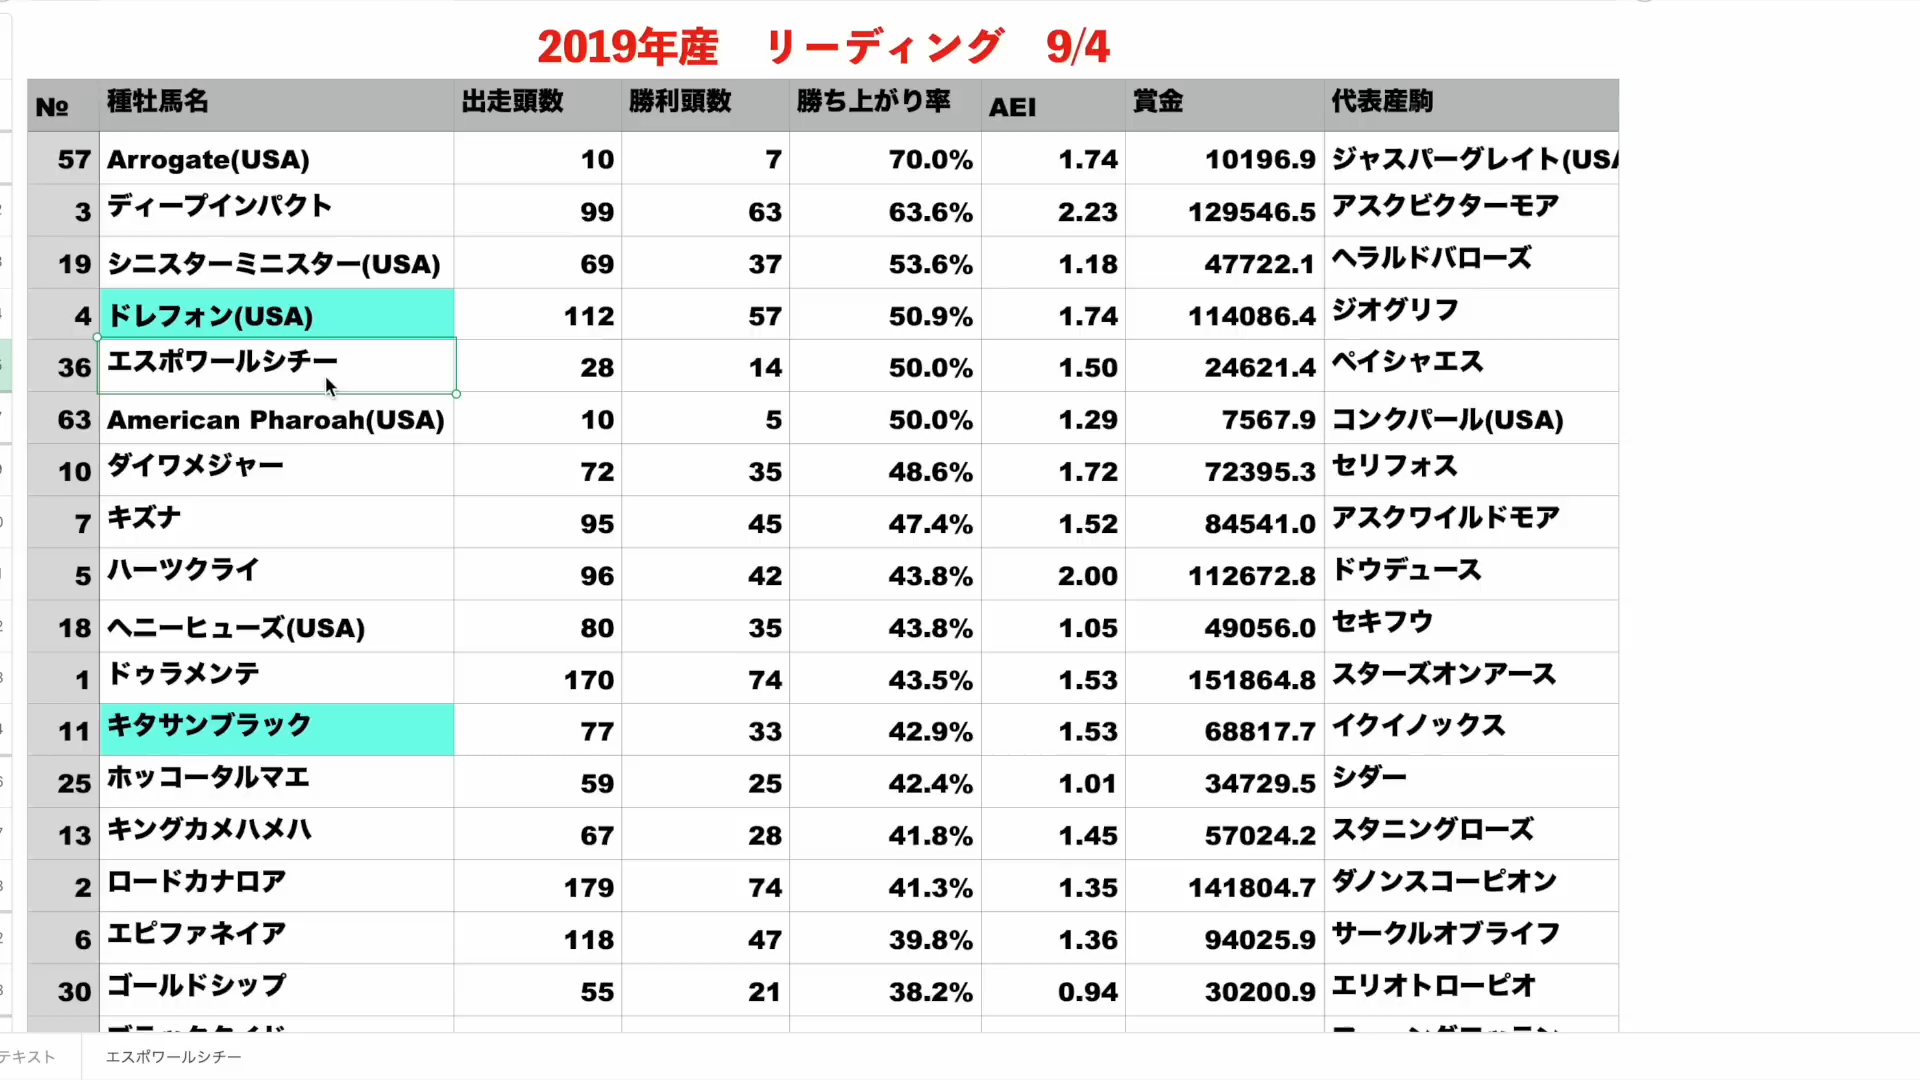 2019年産 リーディング 9/4
№ 種牡馬名 出走頭数 勝利頭数 勝ち上がり率 AEI 賞金 代表産駒
57 Arrogate(USA) 10 7 70.0% 1.74 10196.9 ジャスパーグレイト(USA
3 ディープインパクト 99 63 63.6% 2.23 129546.5 アスクビクターモア
19 シニスターミニスター(USA) 69 37 53.6% 1.18 47722.1 ヘラルドバローズ
4 ドレフォン(USA) 112 57 50.9% 1.74 114086.4 ジオグリフ
36 エスポワールシチー 28 14 50.0% 1.50 24621.4 ペイシャエス
63 American Pharoah(USA) 10 5 50.0% 1.29 7567.9 コンクパール(USA)
10 ダイワメジャー 72 35 48.6% 1.72 72395.3 セリフォス
7 キズナ 95 45 47.4% 1.52 84541.0 アスクワイルドモア
5 ハーツクライ 96 42 43.8% 2.00 112672.8 ドウデュース
18 ヘニーヒューズ(USA) 80 35 43.8% 1.05 49056.0 セキフウ
1 ドゥラメンテ 170 74 43.5% 1.53 151864.8 スターズオンアース
11 キタサンブラック 77 33 42.9% 1.53 68817.7 イクイノックス
25 ホッコータルマエ 59 25 42.4% 1.01 34729.5 シダー
13 キングカメハメハ 67 28 41.8% 1.45 57024.2 スタニングローズ
2 ロードカナロア 179 74 41.3% 1.35 141804.7 ダノンスコーピオン
6 エピファネイア 118 47 39.8% 1.36 94025.9 サークルオブライフ
30 ゴールドシップ 55 21 38.2% 0.94 30200.9 エリオトローピオ
テキスト エスポワールシチー